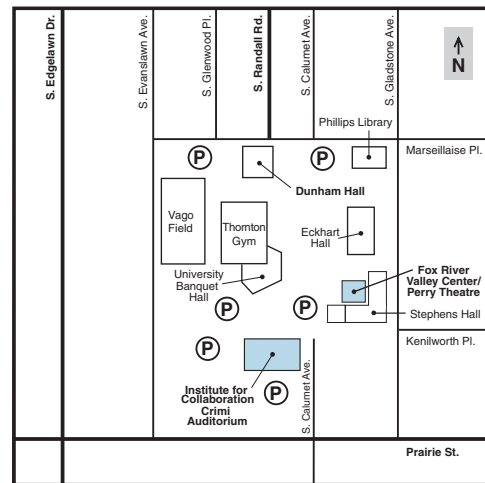 S. Edgelawn Dr.
S. Evanslawn Ave.
S. Glenwood Pl.
S. Randall Rd.
S. Calumet Ave.
S. Gladstone Ave.
N
Phillips Library
P
P
Marseillaise Pl.
Dunham Hall
Vago
Field
Thornton
Gym
Eckhart
Hall
University
Banquet
Hall
Fox River
Valley Center/
Perry Theatre
P
P
Stephens Hall
P
Kenilworth Pl.
Institute for
Collaboration
Crimi
Auditorium
P
S. Calumet Ave.
Prairie St.